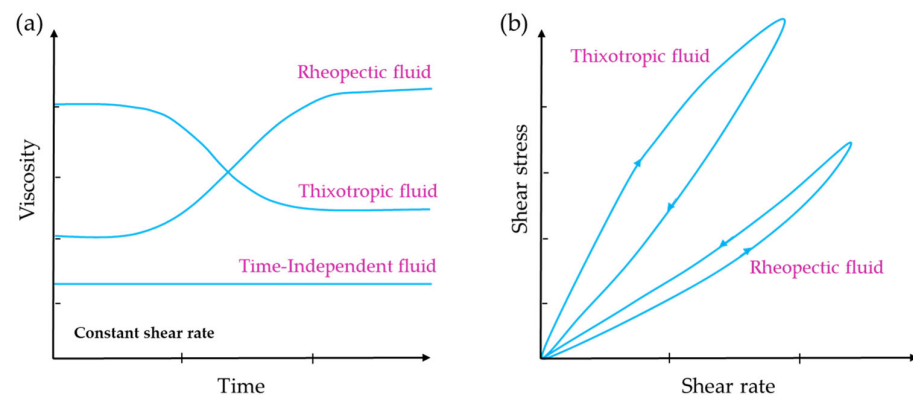 (a)
Viscosity
Rheopectic fluid
Thixotropic fluid
Time-Independent fluid
Constant shear rate
Time
(b)
Shear stress
Thixotropic fluid
Rheopectic fluid
Shear rate